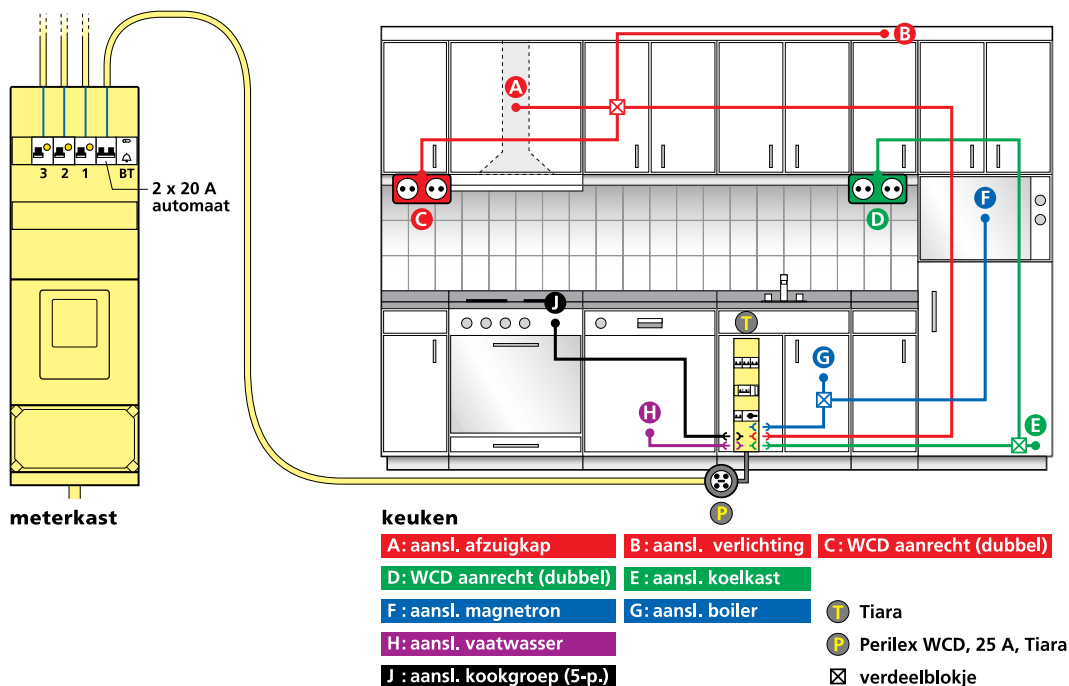 3 2 1 BT
2 x 20 A
automaat
B
A
C
D
F
J
T
G
H
E
P
meterkast
keuken
A: aansl. afzuigkap
B: aansl. verlichting
C: WCD aanrecht (dubbel)
D: WCD aanrecht (dubbel)
E: aansl. koelkast
F: aansl. magnetron
G: aansl. boiler
T Tiara
H: aansl. vaatwasser
P Perilex WCD, 25 A, Tiara
J: aansl. kookgroep (5-p.)
verdeelblokje